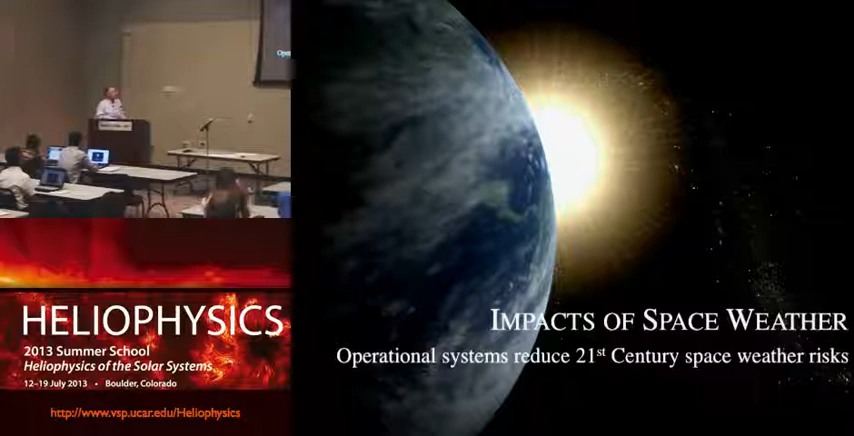 HELIOPHYSICS
2013 Summer School
Heliophysics of the Solar Systems
12–19 July 2013 • Boulder, Colorado
http://www.vsp.ucar.edu/Heliophysics
IMPACTS OF SPACE WEATHER
Operational systems reduce 21st Century space weather risks